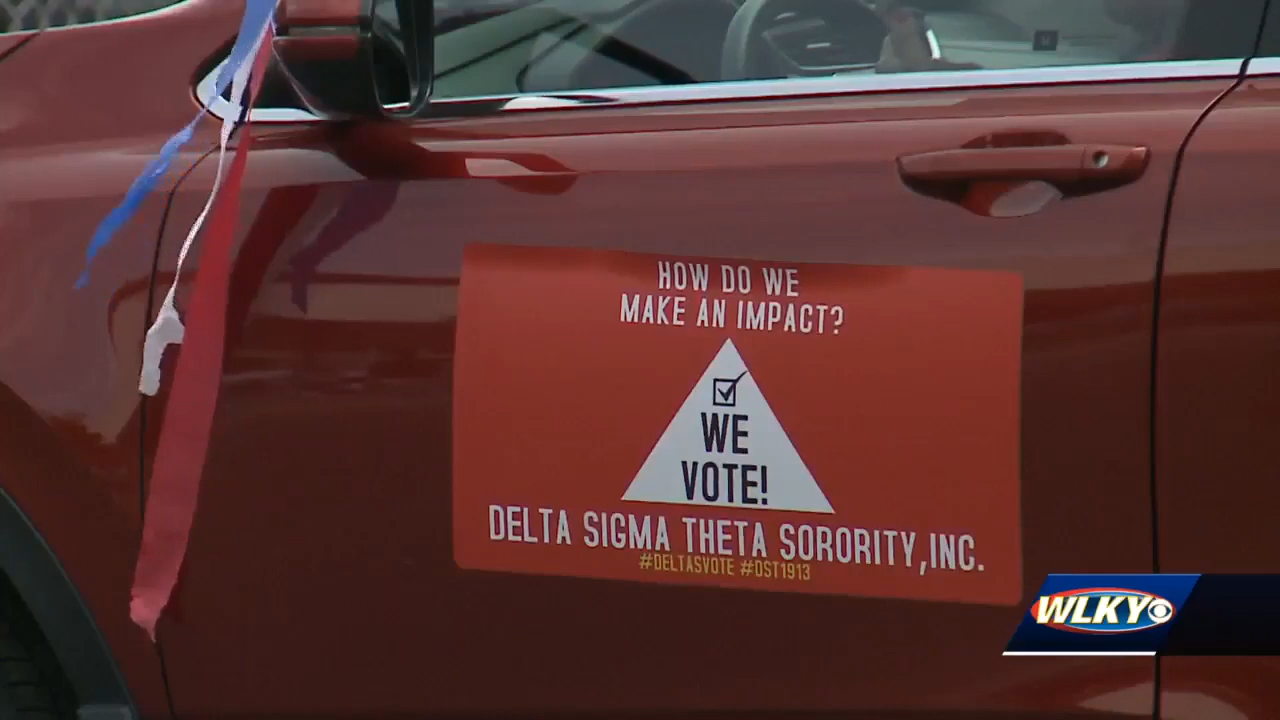 HOW DO WE
MAKE AN IMPACT?
WE
VOTE!
DELTA SIGMA THETA SORORITY, INC.
#DELTASVOTE #DST1913
WLKY